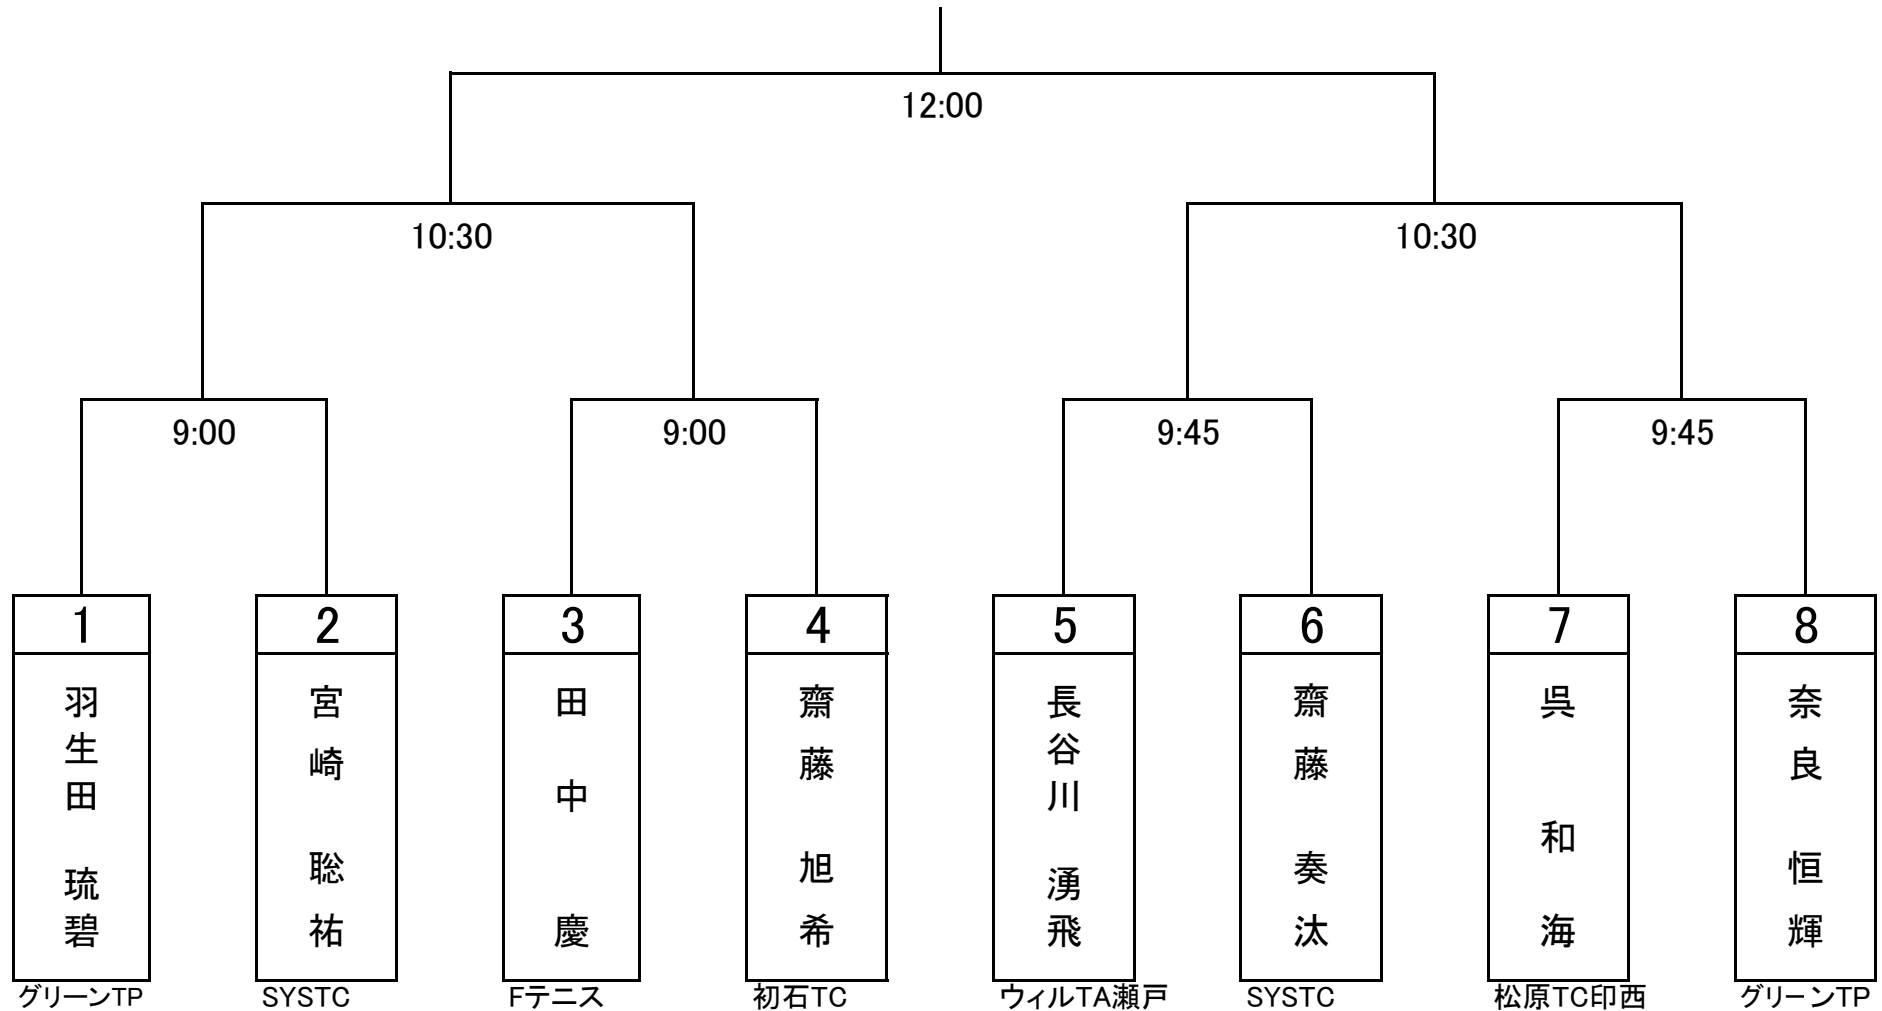 12:00
10:30
10:30
9:00
9:00
9:45
9:45
1
2
3
4
5
6
7
8
羽生田 琉碧
宮崎 聡祐
田中 慶
齋藤 旭希
長谷川 湧飛
齋藤 奏汰
呉 和海
奈良 恒輝
グリーンTP
SYSTC
Fテニス
初石TC
ウィルTA瀬戸
SYSTC
松原TC印西
グリーンTP